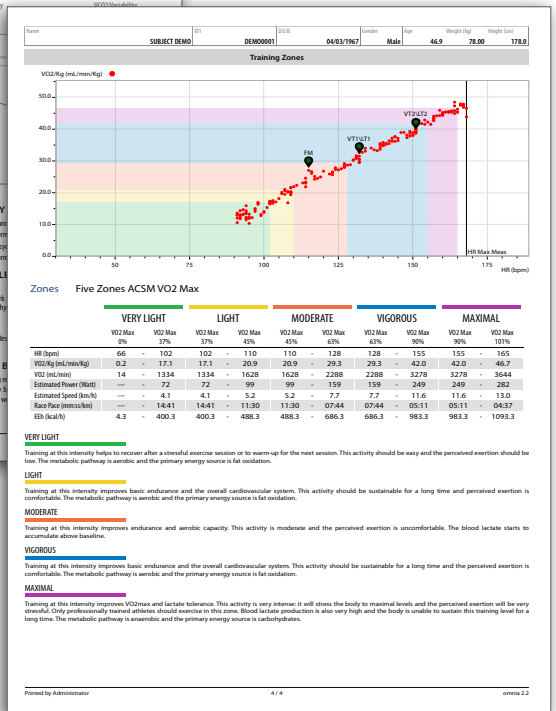 VCO2 Variability
Name ID1 D.O.B. Gender Age Weight (kg) Height (cm)
SUBJECT DEMO DEMO0001 04/03/1967 Male 46.9 78.00 178.0
Training Zones
VO2/Kg (mL/min/Kg)
50.0
40.0
30.0
20.0
10.0
0.0
FM
VT1\LT1
VT2\LT2
HR Max Meas
50 75 100 125 150 175
HR (bpm)
Zones Five Zones ACSM VO2 Max
VERY LIGHT LIGHT MODERATE VIGOROUS MAXIMAL
VO2 Max VO2 Max VO2 Max VO2 Max VO2 Max VO2 Max VO2 Max VO2 Max VO2 Max VO2 Max
0% 37% 37% 45% 45% 63% 63% 90% 90% 101%
HR (bpm) 66 - 102 102 - 110 110 - 128 128 - 155 155 - 165
VO2/Kg (mL/min/Kg) 0.2 - 17.1 17.1 - 20.9 20.9 - 29.3 29.3 - 42.0 42.0 - 46.7
VO2 (mL/min) 14 - 1334 1334 - 1628 1628 - 2288 2288 - 3278 3278 - 3644
Estimated Power (Watt) --- - 72 72 - 99 99 - 159 159 - 249 249 - 282
Estimated Speed (km/h) --- - 4.1 4.1 - 5.2 5.2 - 7.7 7.7 - 11.6 11.6 - 13.0
Race Pace (mm:ss/km) --- - 14:41 14:41 - 11:30 11:30 - 07:44 07:44 - 05:11 05:11 - 04:37
EEh (kcal/h) 4.3 - 400.3 400.3 - 488.3 488.3 - 686.3 686.3 - 983.3 983.3 - 1093.3
VERY LIGHT
Training at this intensity helps to recover after a stressful exercise session or to warm-up for the next session. This activity should be easy and the perceived exertion should be
low. The metabolic pathway is aerobic and the primary energy source is fat oxidation.
LIGHT
Training at this intensity improves basic endurance and the overall cardiovascular system. This activity should be sustainable for a long time and perceived exertion is
comfortable. The metabolic pathway is aerobic and the primary energy source is fat oxidation.
MODERATE
Training at this intensity improves endurance and aerobic capacity. This activity is moderate and the perceived exertion is uncomfortable. The blood lactate starts to
accumulate above baseline.
VIGOROUS
Training at this intensity improves basic endurance and the overall cardiovascular system. This activity should be sustainable for a long time and the perceived exertion is
comfortable. The metabolic pathway is aerobic and the primary energy source is fat oxidation.
MAXIMAL
Training at this intensity improves VO2max and lactate tolerance. This activity is very intense: it will stress the body to maximal levels and the perceived exertion will be very
stressful. Only professionally trained athletes should exercise in this zone. Blood lactate production is also very high and the body is unable to sustain this training level for a
long time. The metabolic pathway is anaerobic and the primary energy source is carbohydrates.
Printed by Administrator 4 / 4 omnia 2.2